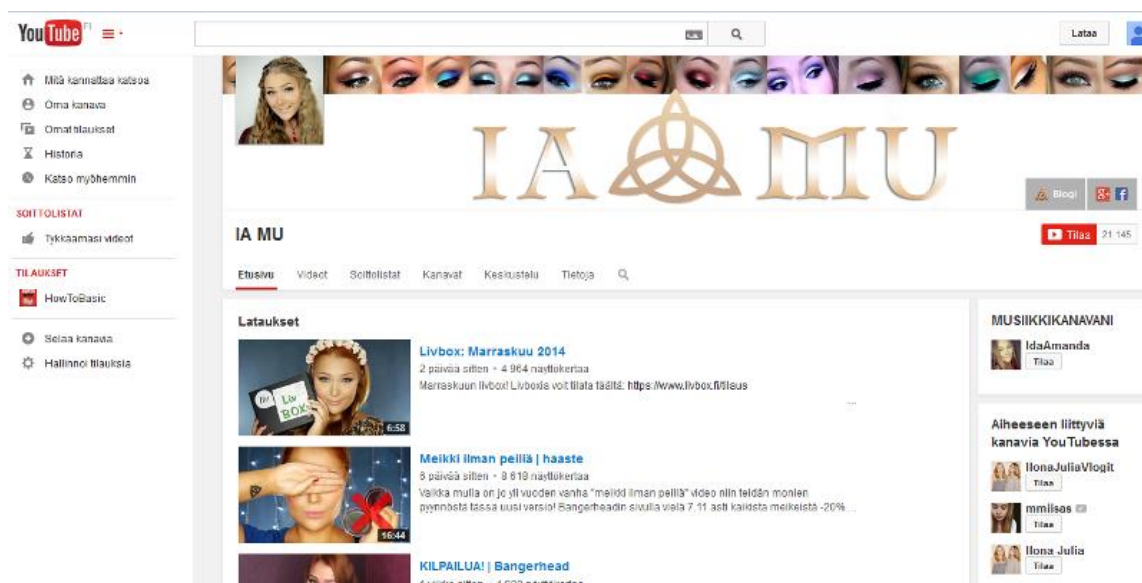 YouTube FI
Lataa
Mitä kannattaa katsoa
Oma kanava
Omat tilaukset
Historia
Katso myöhemmin
SOITTOLISTAT
Tykkäämäsi videot
TILAUKSET
HowToBasic
Selaa kanavia
Hallinnoi tilauksia
IA MU
Blogi
IA MU
Tilaa 21 145
Etusivu Videot Soittolistat Kanavat Keskustelu Tietoja
Lataukset
Liv BOX
6:58
Livbox: Marraskuu 2014
2 päivää sitten • 4 964 näyttökertaa
Marraskuun livbox! Livboxia voit tilata täältä: https://www.livbox.fi/tilaus
...
16:44
Meikki ilman peiliä | haaste
6 päivää sitten • 8 618 näyttökertaa
Vaikka mulla on jo yli vuoden vanha "meikki ilman peiliä" video niin teidän monien
pyynnöstä tässä uusi versio! Bangerheadin sivulla vielä 7.11 asti kaikista meikeistä -20% ...
KILPAILUA! | Bangerhead
MUSIIKKIKANAVANI
IdaAmanda
Tilaa
Aiheeseen liittyviä
kanavia YouTubessa
IlonaJuliaVlogit
Tilaa
mmiisas
Tilaa
Ilona Julia
Tilaa